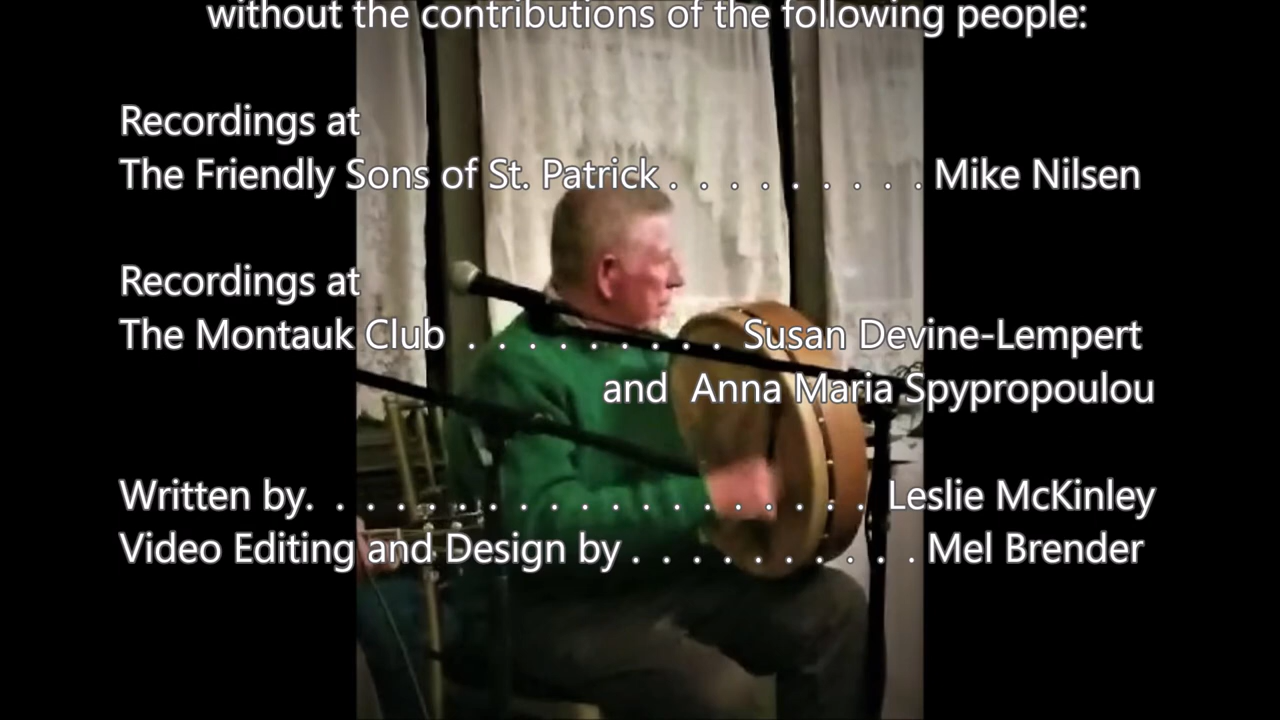 without the contributions of the following people:
Recordings at
The Friendly Sons of St. Patrick . . . . . . . . . Mike Nilsen
Recordings at
The Montauk Club . . . . . . . . . Susan Devine-Lempert
and Anna Maria Spypropoulou
Written by. . . . . . . . . . . . . . . . . . . Leslie McKinley
Video Editing and Design by . . . . . . . . . . Mel Brender